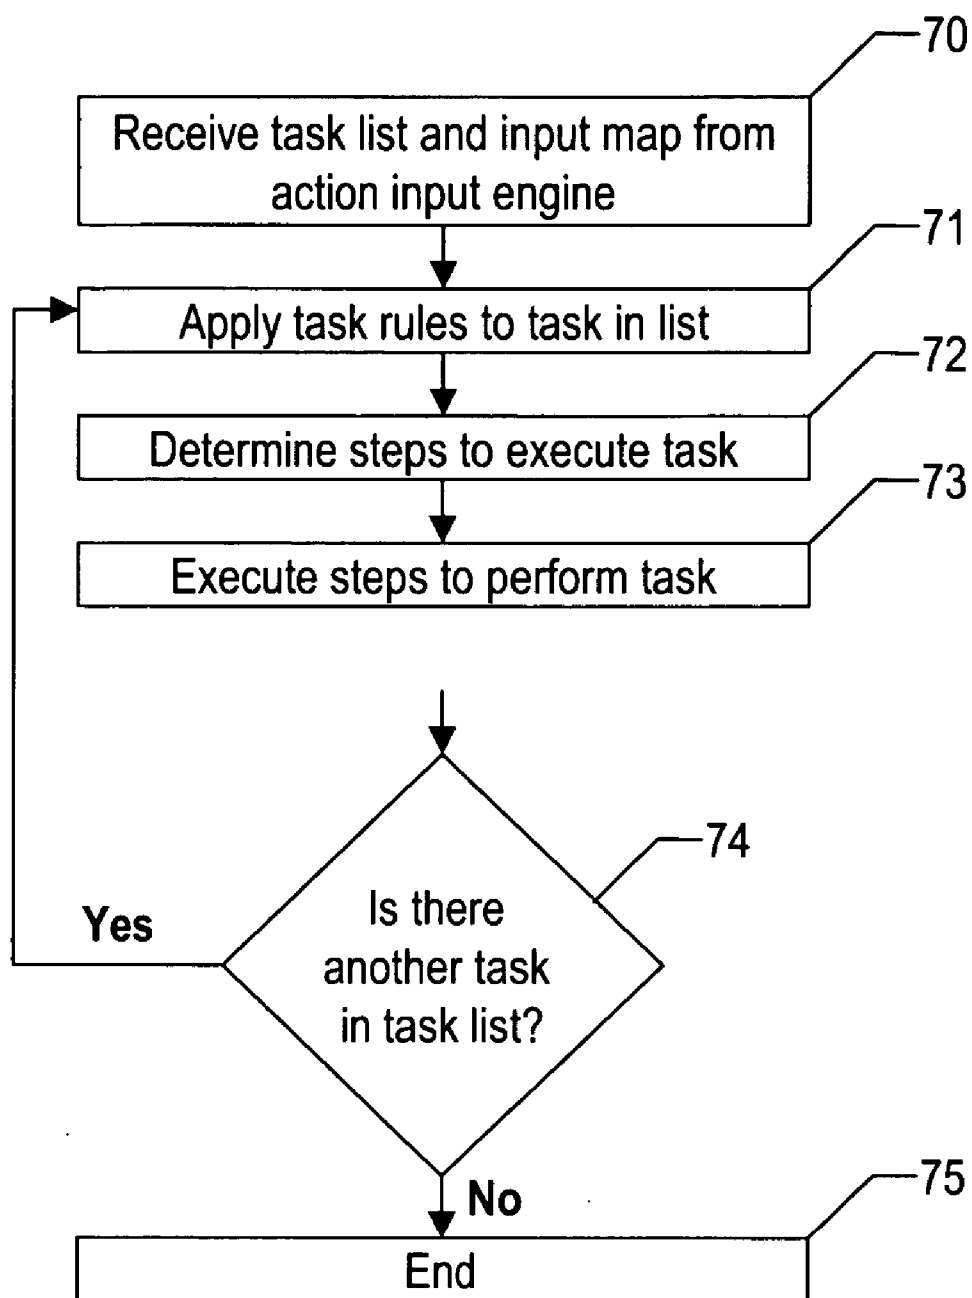 70
Receive task list and input map from
action input engine
71
Apply task rules to task in list
72
Determine steps to execute task
73
Execute steps to perform task
74
Is there
another task
in task list?
Yes
No
75
End